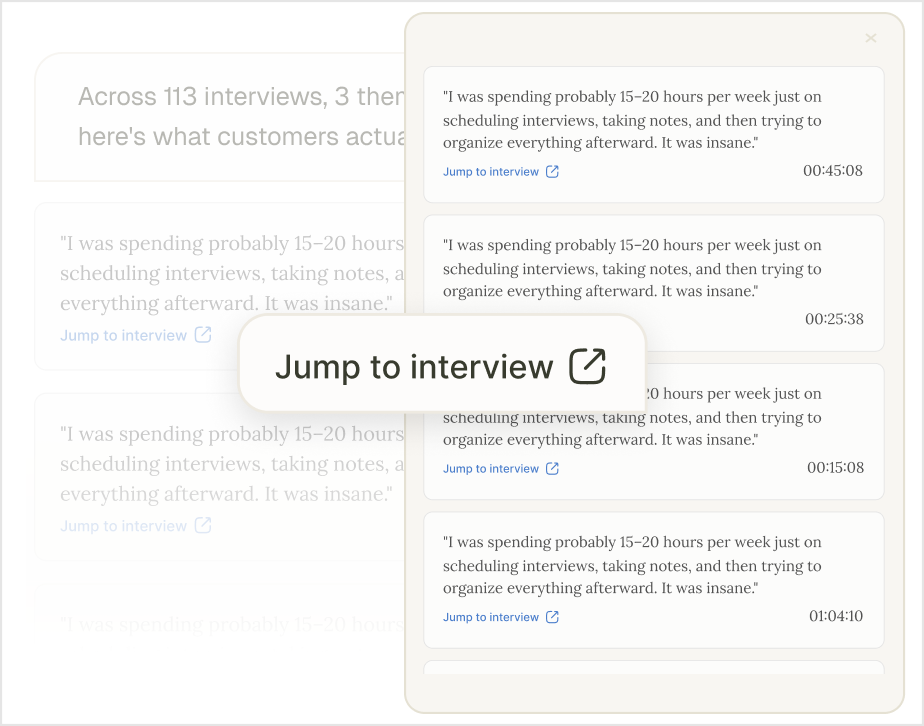 Across 113 interviews, 3
here's what customers
"I was spending probably 15–20 hours
scheduling interviews, taking notes, a
everything afterward. It was insane."
Jump to interview
"I was spending probably 15–20 hours
scheduling interviews, taking notes, a
everything afterward. It was insane."
Jump to interview
"I was spending probably 15–20 hours
Jump to interview
"I was spending probably 15–20 hours per week just on
scheduling interviews, taking notes, and then trying to
organize everything afterward. It was insane."
Jump to interview
00:45:08
"I was spending probably 15–20 hours per week just on
scheduling interviews, taking notes, and then trying to
organize everything afterward. It was insane."
00:25:38
hours per week just on
scheduling interviews, taking notes, and then trying to
organize everything afterward. It was insane."
Jump to interview
00:15:08
"I was spending probably 15–20 hours per week just on
scheduling interviews, taking notes, and then trying to
organize everything afterward. It was insane."
Jump to interview
01:04:10